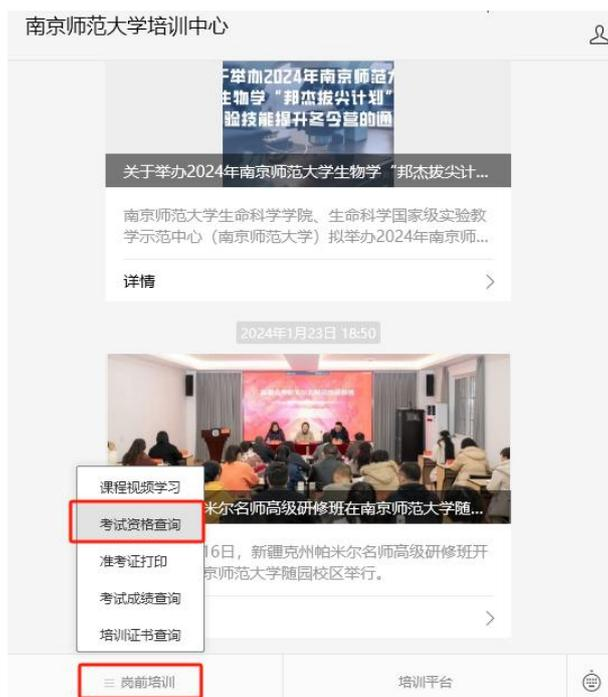 南京师范大学培训中心
关于举办2024年南京师范大学生物学“邦杰拔尖计...
南京师范大学生命科学学院、生命科学国家级实验教
学示范中心（南京师范大学）拟举办2024年南京师...
详情
2024年1月23日 18:50
米尔名师高级研修班在南京师范大学随...
16日，新疆克州帕米尔名师高级研修班开
京师范大学随园校区举行。
课程视频学习
考试资格查询
准考证打印
考试成绩查询
培训证书查询
岗前培训
培训平台